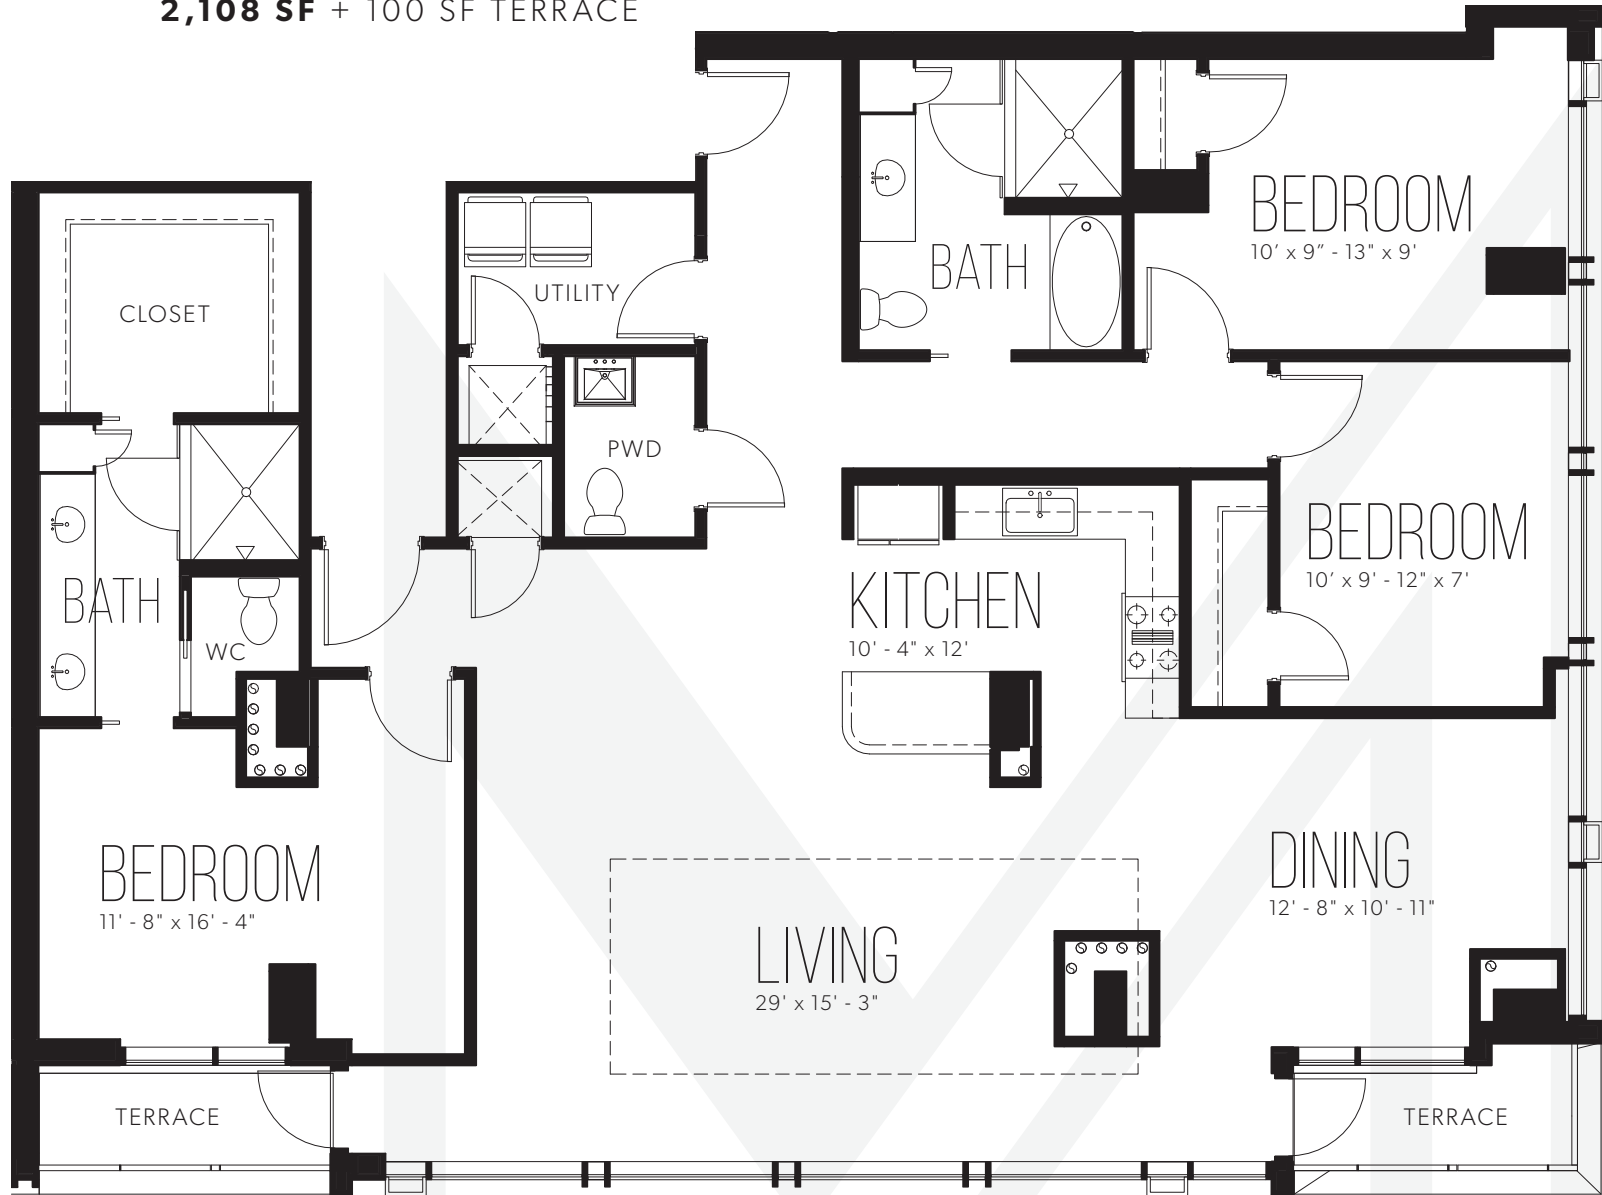 2,108 SF + 100 SF TERRACE
BEDROOM
10’ x 9” - 13" x 9'
BATH
UTILITY
CLOSET
PWD
BEDROOM
10’ x 9' - 12" x 7'
KITCHEN
10' - 4" x 12'
BATH
WC
BEDROOM
11' - 8" x 16' - 4"
DINING
12' - 8" x 10' - 11"
LIVING
29' x 15' - 3"
TERRACE
TERRACE